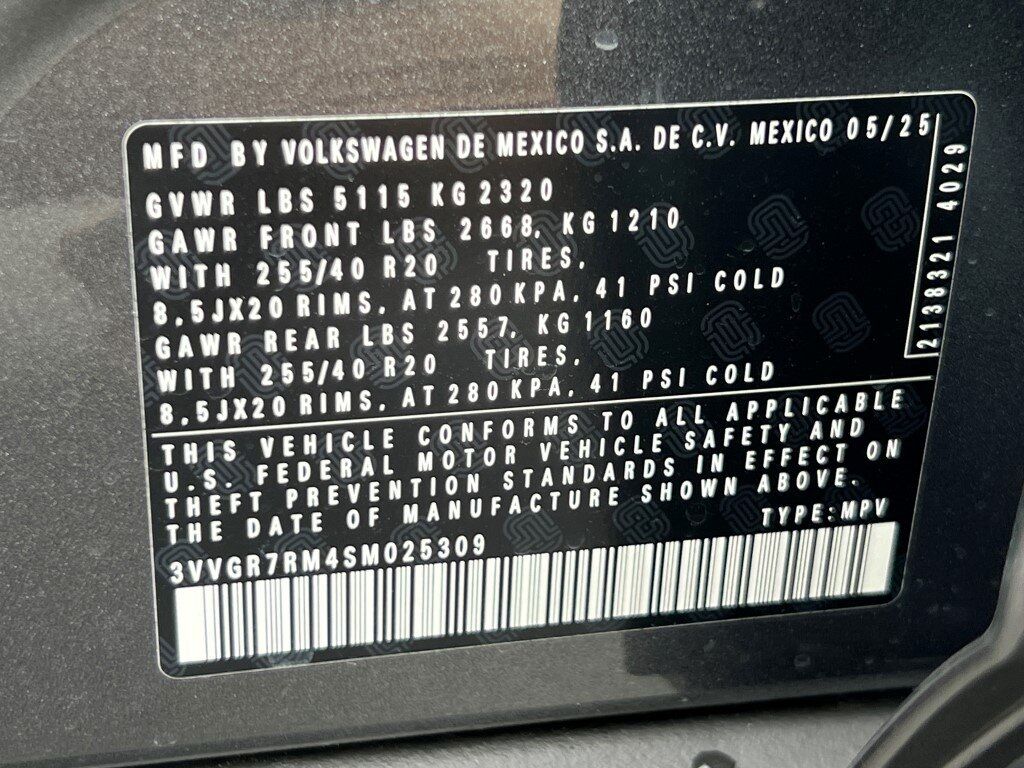 MFD BY VOLKSWAGEN DE MEXICO S.A. DE C.V. MEXICO 05/25
GVWR LBS 5115 KG 2320
GAWR FRONT LBS 2668, KG 1210
WITH 255/40 R20 TIRES,
8,5JX20 RIMS, AT 280 KPA, 41 PSI COLD
GAWR REAR LBS 2557, KG 1160
WITH 255/40 R20 TIRES,
8,5JX20 RIMS, AT 280 KPA, 41 PSI COLD
2138321 4029
THIS VEHICLE CONFORMS TO ALL APPLICABLE
U.S. FEDERAL MOTOR VEHICLE SAFETY AND
THEFT PREVENTION STANDARDS IN EFFECT ON
THE DATE OF MANUFACTURE SHOWN ABOVE.
TYPE:MPV
3VVGR7RM4SM025309